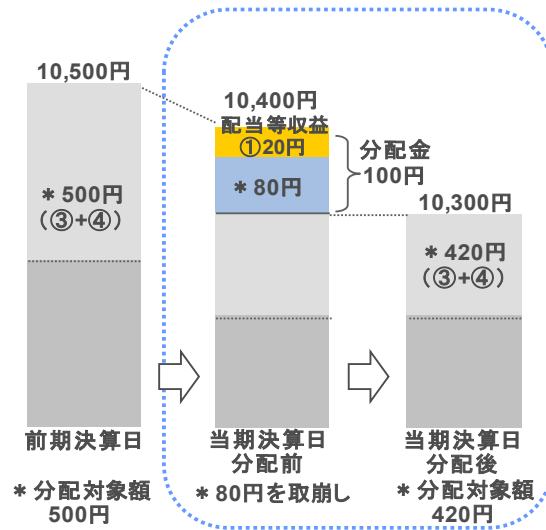 10,500円
＊500円
（③+④）
前期決算日
＊分配対象額
500円
10,400円
配当等収益
①20円
＊80円
分配金
100円
当期決算日
分配前
＊80円を取崩し
10,300円
＊420円
（③+④）
当期決算日
分配後
＊分配対象額
420円